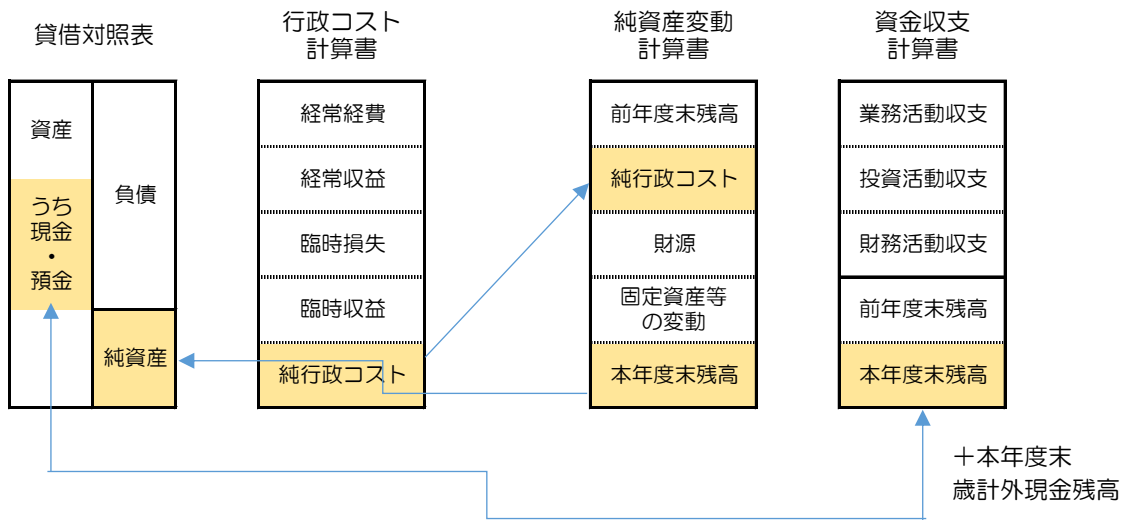 貸借対照表
資産
うち
現金
・
預金
負債
純資産
行政コスト
計算書
経常経費
経常収益
臨時損失
臨時収益
純行政コスト
純資産変動
計算書
前年度末残高
純行政コスト
財源
固定資産等
の変動
本年度末残高
資金収支
計算書
業務活動収支
投資活動収支
財務活動収支
前年度末残高
本年度末残高
＋本年度末
歳計外現金残高